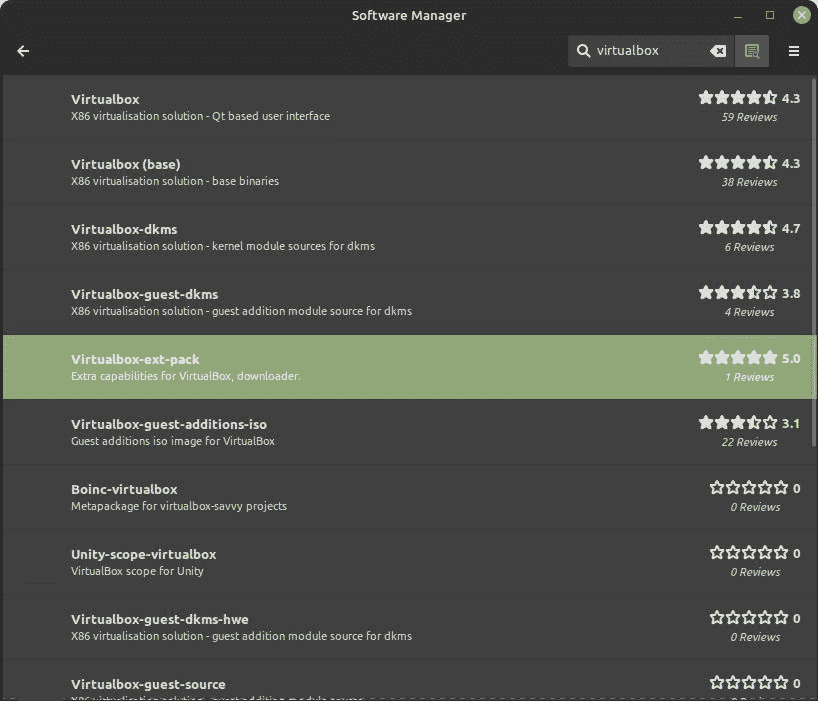 Software Manager
virtualbox
Virtualbox
4.3
X86 virtualisation solution - Qt based user interface
59 Reviews
Virtualbox (base)
4.3
X86 virtualisation solution - base binaries
38 Reviews
Virtualbox-dkms
4.7
X86 virtualisation solution - kernel module sources for dkms
6 Reviews
Virtualbox-guest-dkms
3.8
X86 virtualisation solution - guest addition module source for dkms
4 Reviews
Virtualbox-ext-pack
5.0
Extra capabilities for VirtualBox, downloader.
1 Reviews
Virtualbox-guest-additions-iso
3.1
Guest additions iso image for VirtualBox
22 Reviews
Boinc-virtualbox
0
Metapackage for virtualbox-savvy projects
0 Reviews
Unity-scope-virtualbox
0
VirtualBox scope for Unity
0 Reviews
Virtualbox-guest-dkms-hwe
0
X86 virtualisation solution - guest addition module source for dkms
0 Reviews
Virtualbox-guest-source
0